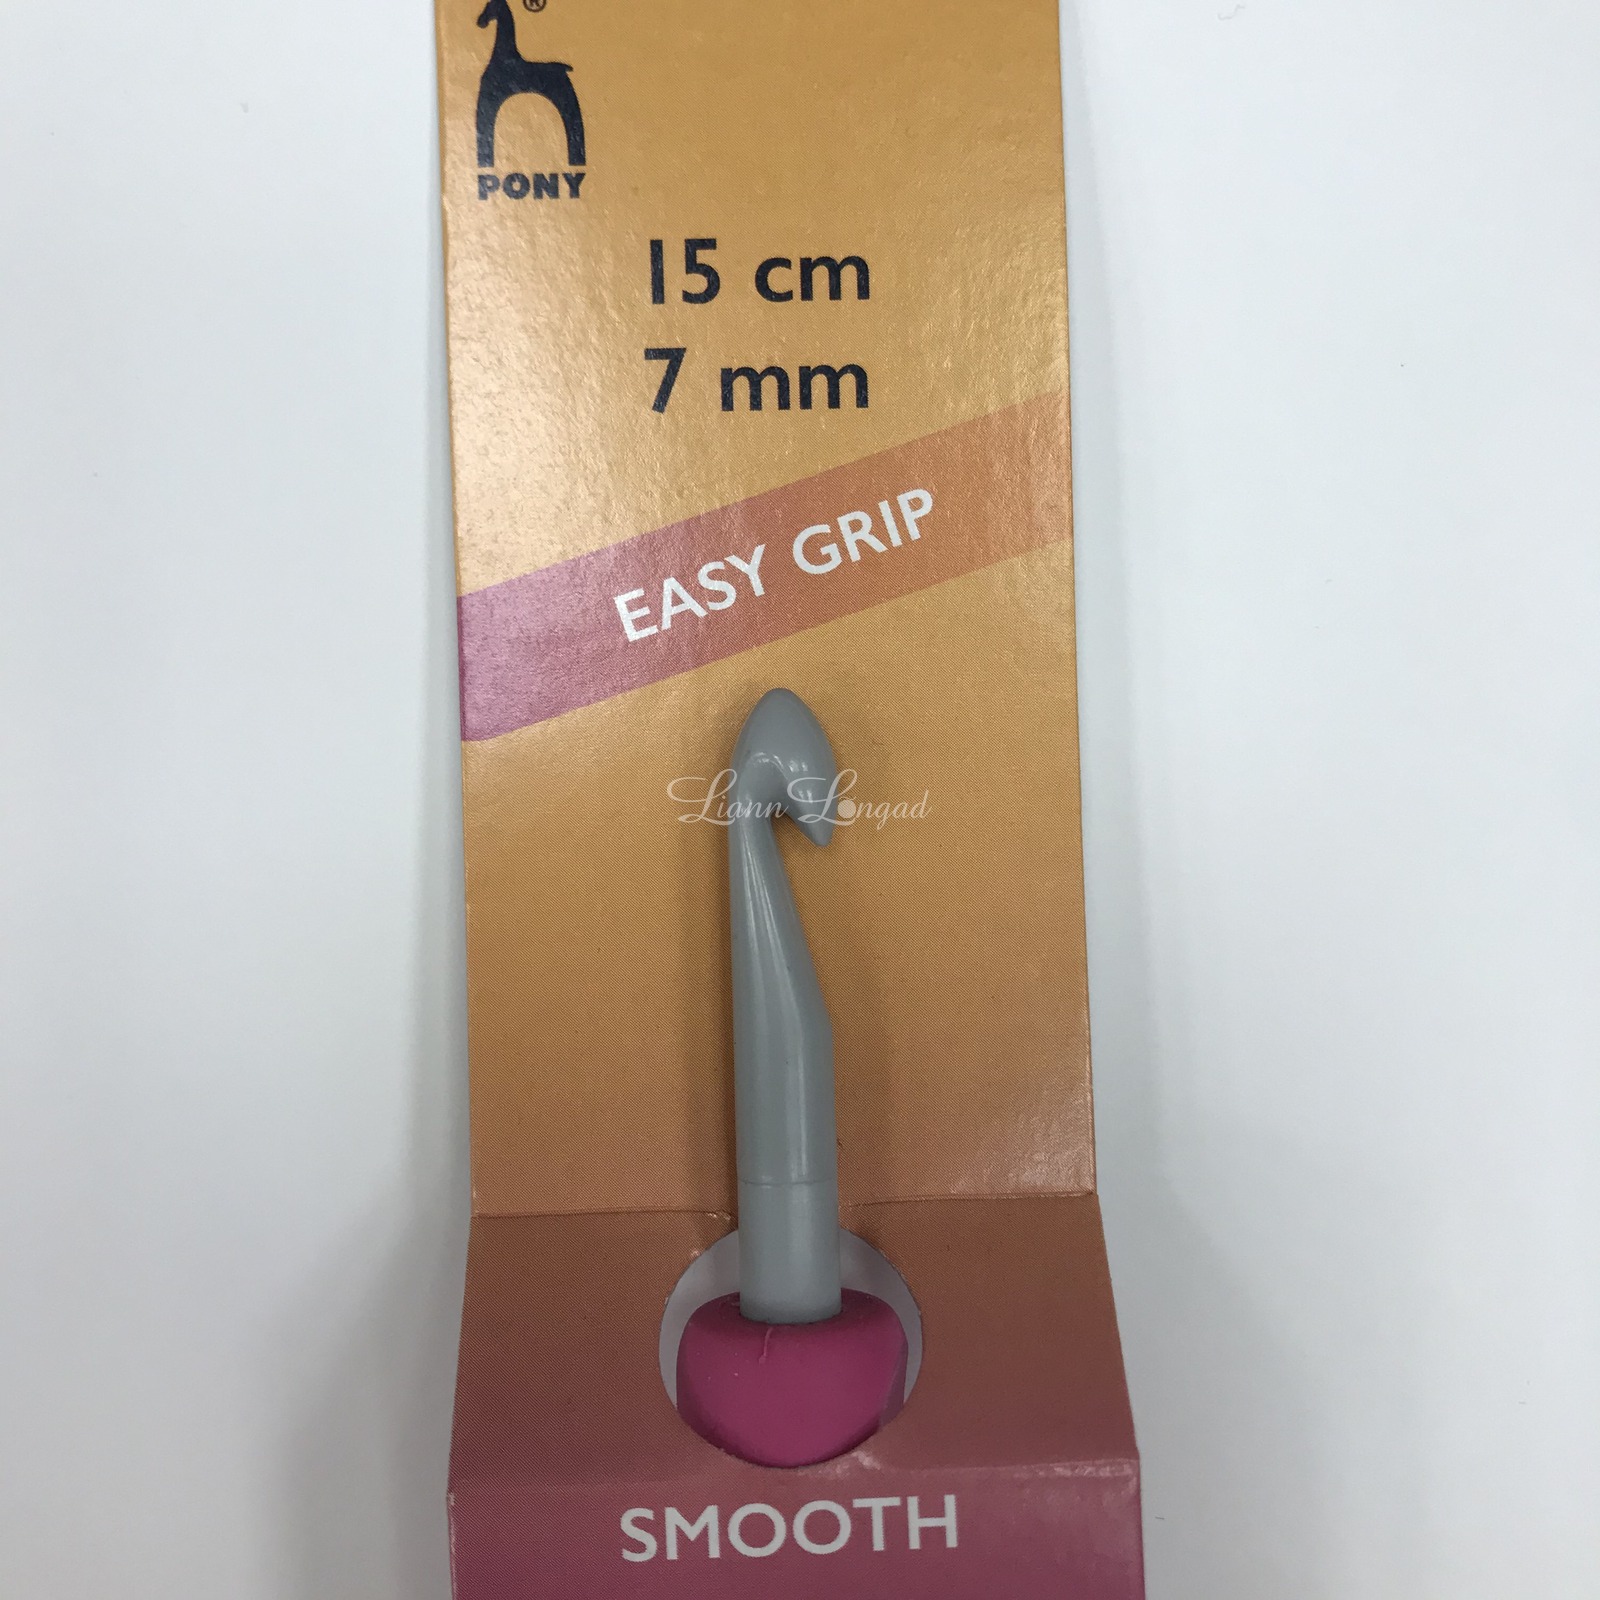 ®
PONY
15 cm
7 mm
EASY GRIP
Liann Longad
SMOOTH